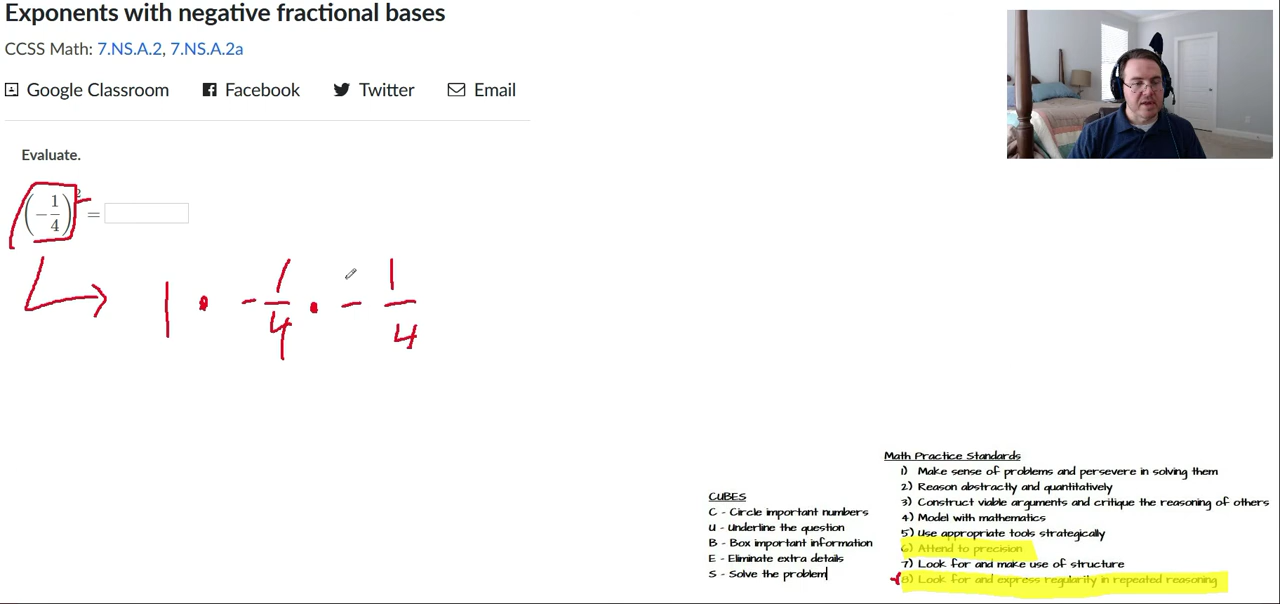 Exponents with negative fractional bases
CCSS Math: 7.NS.A.2, 7.NS.A.2a
Google Classroom Facebook Twitter Email
Evaluate.
(-1/4)^2 =
1 · -1/4 · -1/4
CUBES
C - Circle important numbers
U - Underline the question
B - Box important information
E - Eliminate extra details
S - Solve the problem
Math Practice Standards
1) Make sense of problems and persevere in solving them
2) Reason abstractly and quantitatively
3) Construct viable arguments and critique the reasoning of others
4) Model with mathematics
5) Use appropriate tools strategically
6) Attend to precision
7) Look for and make use of structure
8) Look for and express regularity in repeated reasoning